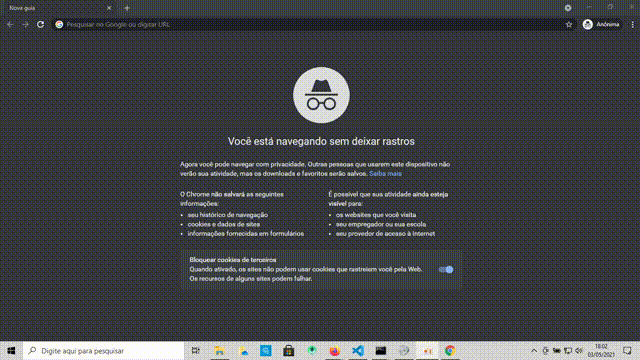 Nova guia
Pesquisar no Google ou digitar URL
Anônima
Você está navegando sem deixar rastros
Agora você pode navegar com privacidade. Outras pessoas que usarem este dispositivo não
verão sua atividade, mas os downloads e favoritos serão salvos. Saiba mais
O Chrome não salvará as seguintes
informações:
• seu histórico de navegação
• cookies e dados de sites
• informações fornecidas em formulários
É possível que sua atividade ainda esteja
visível para:
• os websites que você visita
• seu empregador ou sua escola
• seu provedor de acesso à Internet
Bloquear cookies de terceiros
Quando ativado, os sites não podem usar cookies que rastreiem você pela Web.
Os recursos de alguns sites podem falhar.
Digite aqui para pesquisar
18:02
03/05/2021